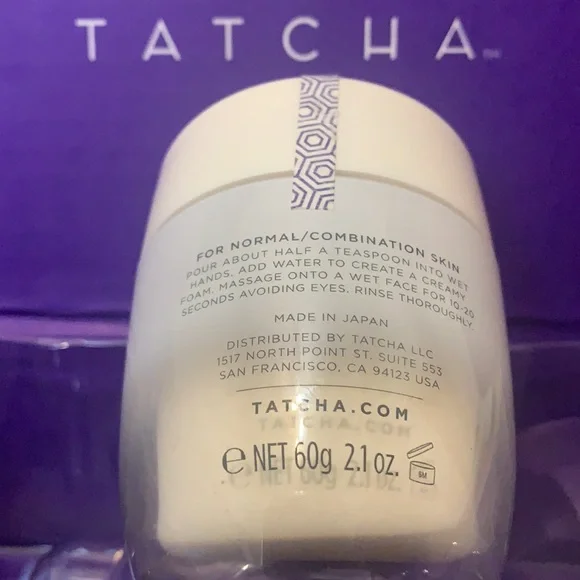 TATCHA™
FOR NORMAL/COMBINATION SKIN
POUR ABOUT HALF A TEASPOON INTO WET
HANDS. ADD WATER TO CREATE A CREAMY
FOAM. MASSAGE ONTO A WET FACE FOR 10-20
SECONDS AVOIDING EYES. RINSE THOROUGHLY.
MADE IN JAPAN
DISTRIBUTED BY TATCHA LLC
1517 NORTH POINT ST. SUITE 553
SAN FRANCISCO, CA 94123 USA
TATCHA.COM
℮ NET 60g 2.1 oz.